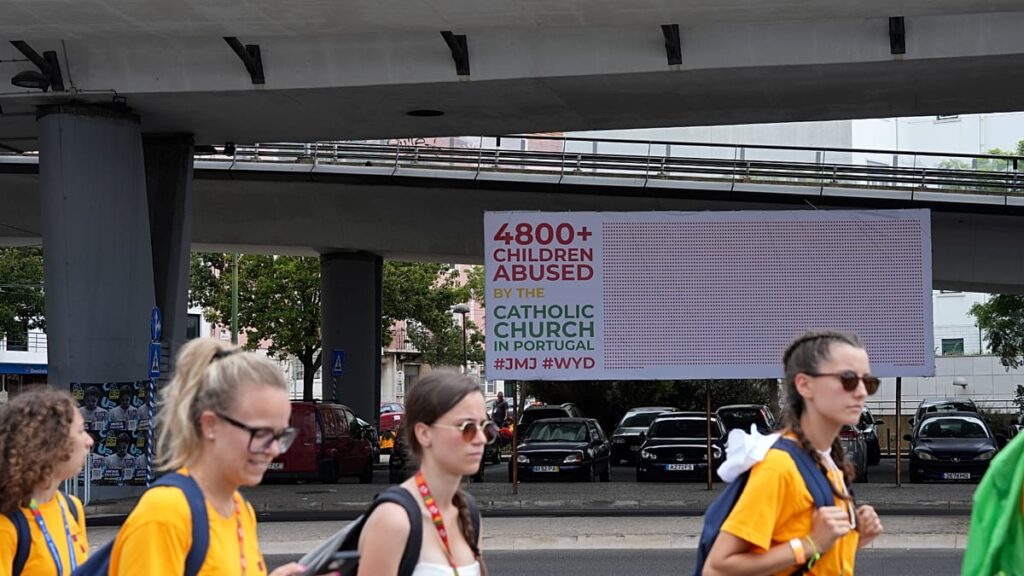 4800+
CHILDREN
ABUSED
BY THE
CATHOLIC
CHURCH
IN PORTUGAL
#JMJ #WYD